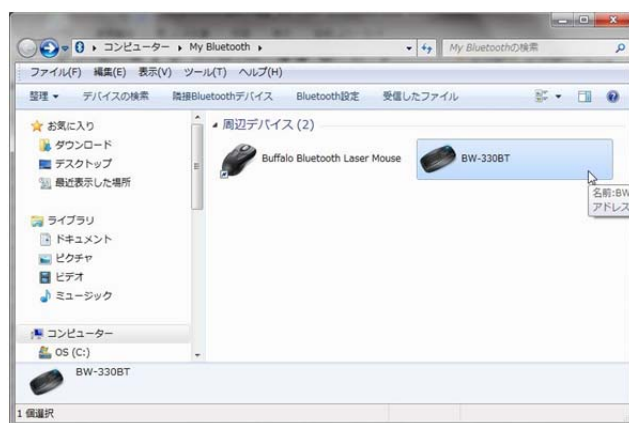 コンピューター ▸ My Bluetooth ▸
My Bluetoothの検索
ファイル(F) 編集(E) 表示(V) ツール(T) ヘルプ(H)
整理 デバイスの検索 隣接Bluetoothデバイス Bluetooth設定 受信したファイル
お気に入り
ダウンロード
デスクトップ
最近表示した場所
ライブラリ
ドキュメント
ピクチャ
ビデオ
ミュージック
コンピューター
OS (C:)
周辺デバイス (2)
Buffalo Bluetooth Laser Mouse
BW-330BT
名前:BW
アドレス
BW-330BT
1 個選択